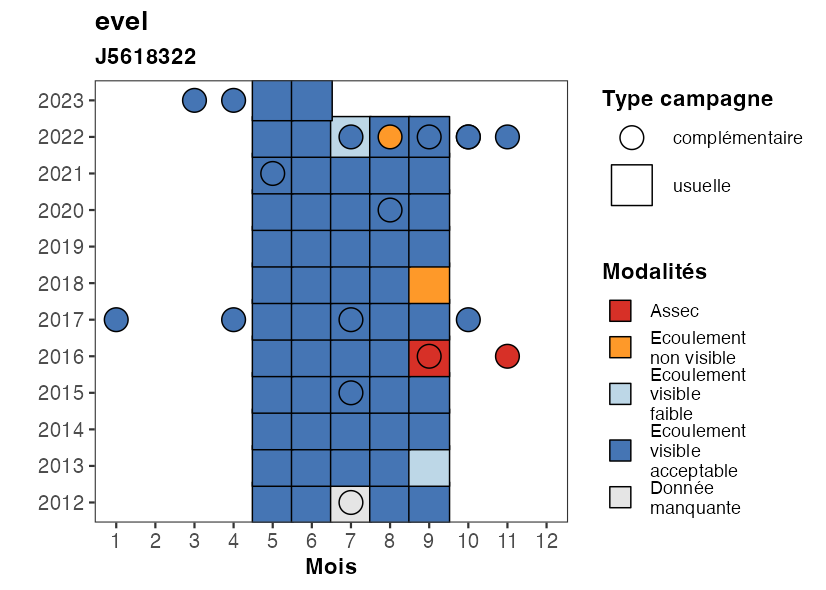 evel
J5618322
2023
2022
2021
2020
2019
2018
2017
2016
2015
2014
2013
2012
1 2 3 4 5 6 7 8 9 10 11 12
Mois
Type campagne
complémentaire
usuelle
Modalités
Assec
Ecoulement
non visible
Ecoulement
visible
faible
Ecoulement
visible
acceptable
Donnée
manquante